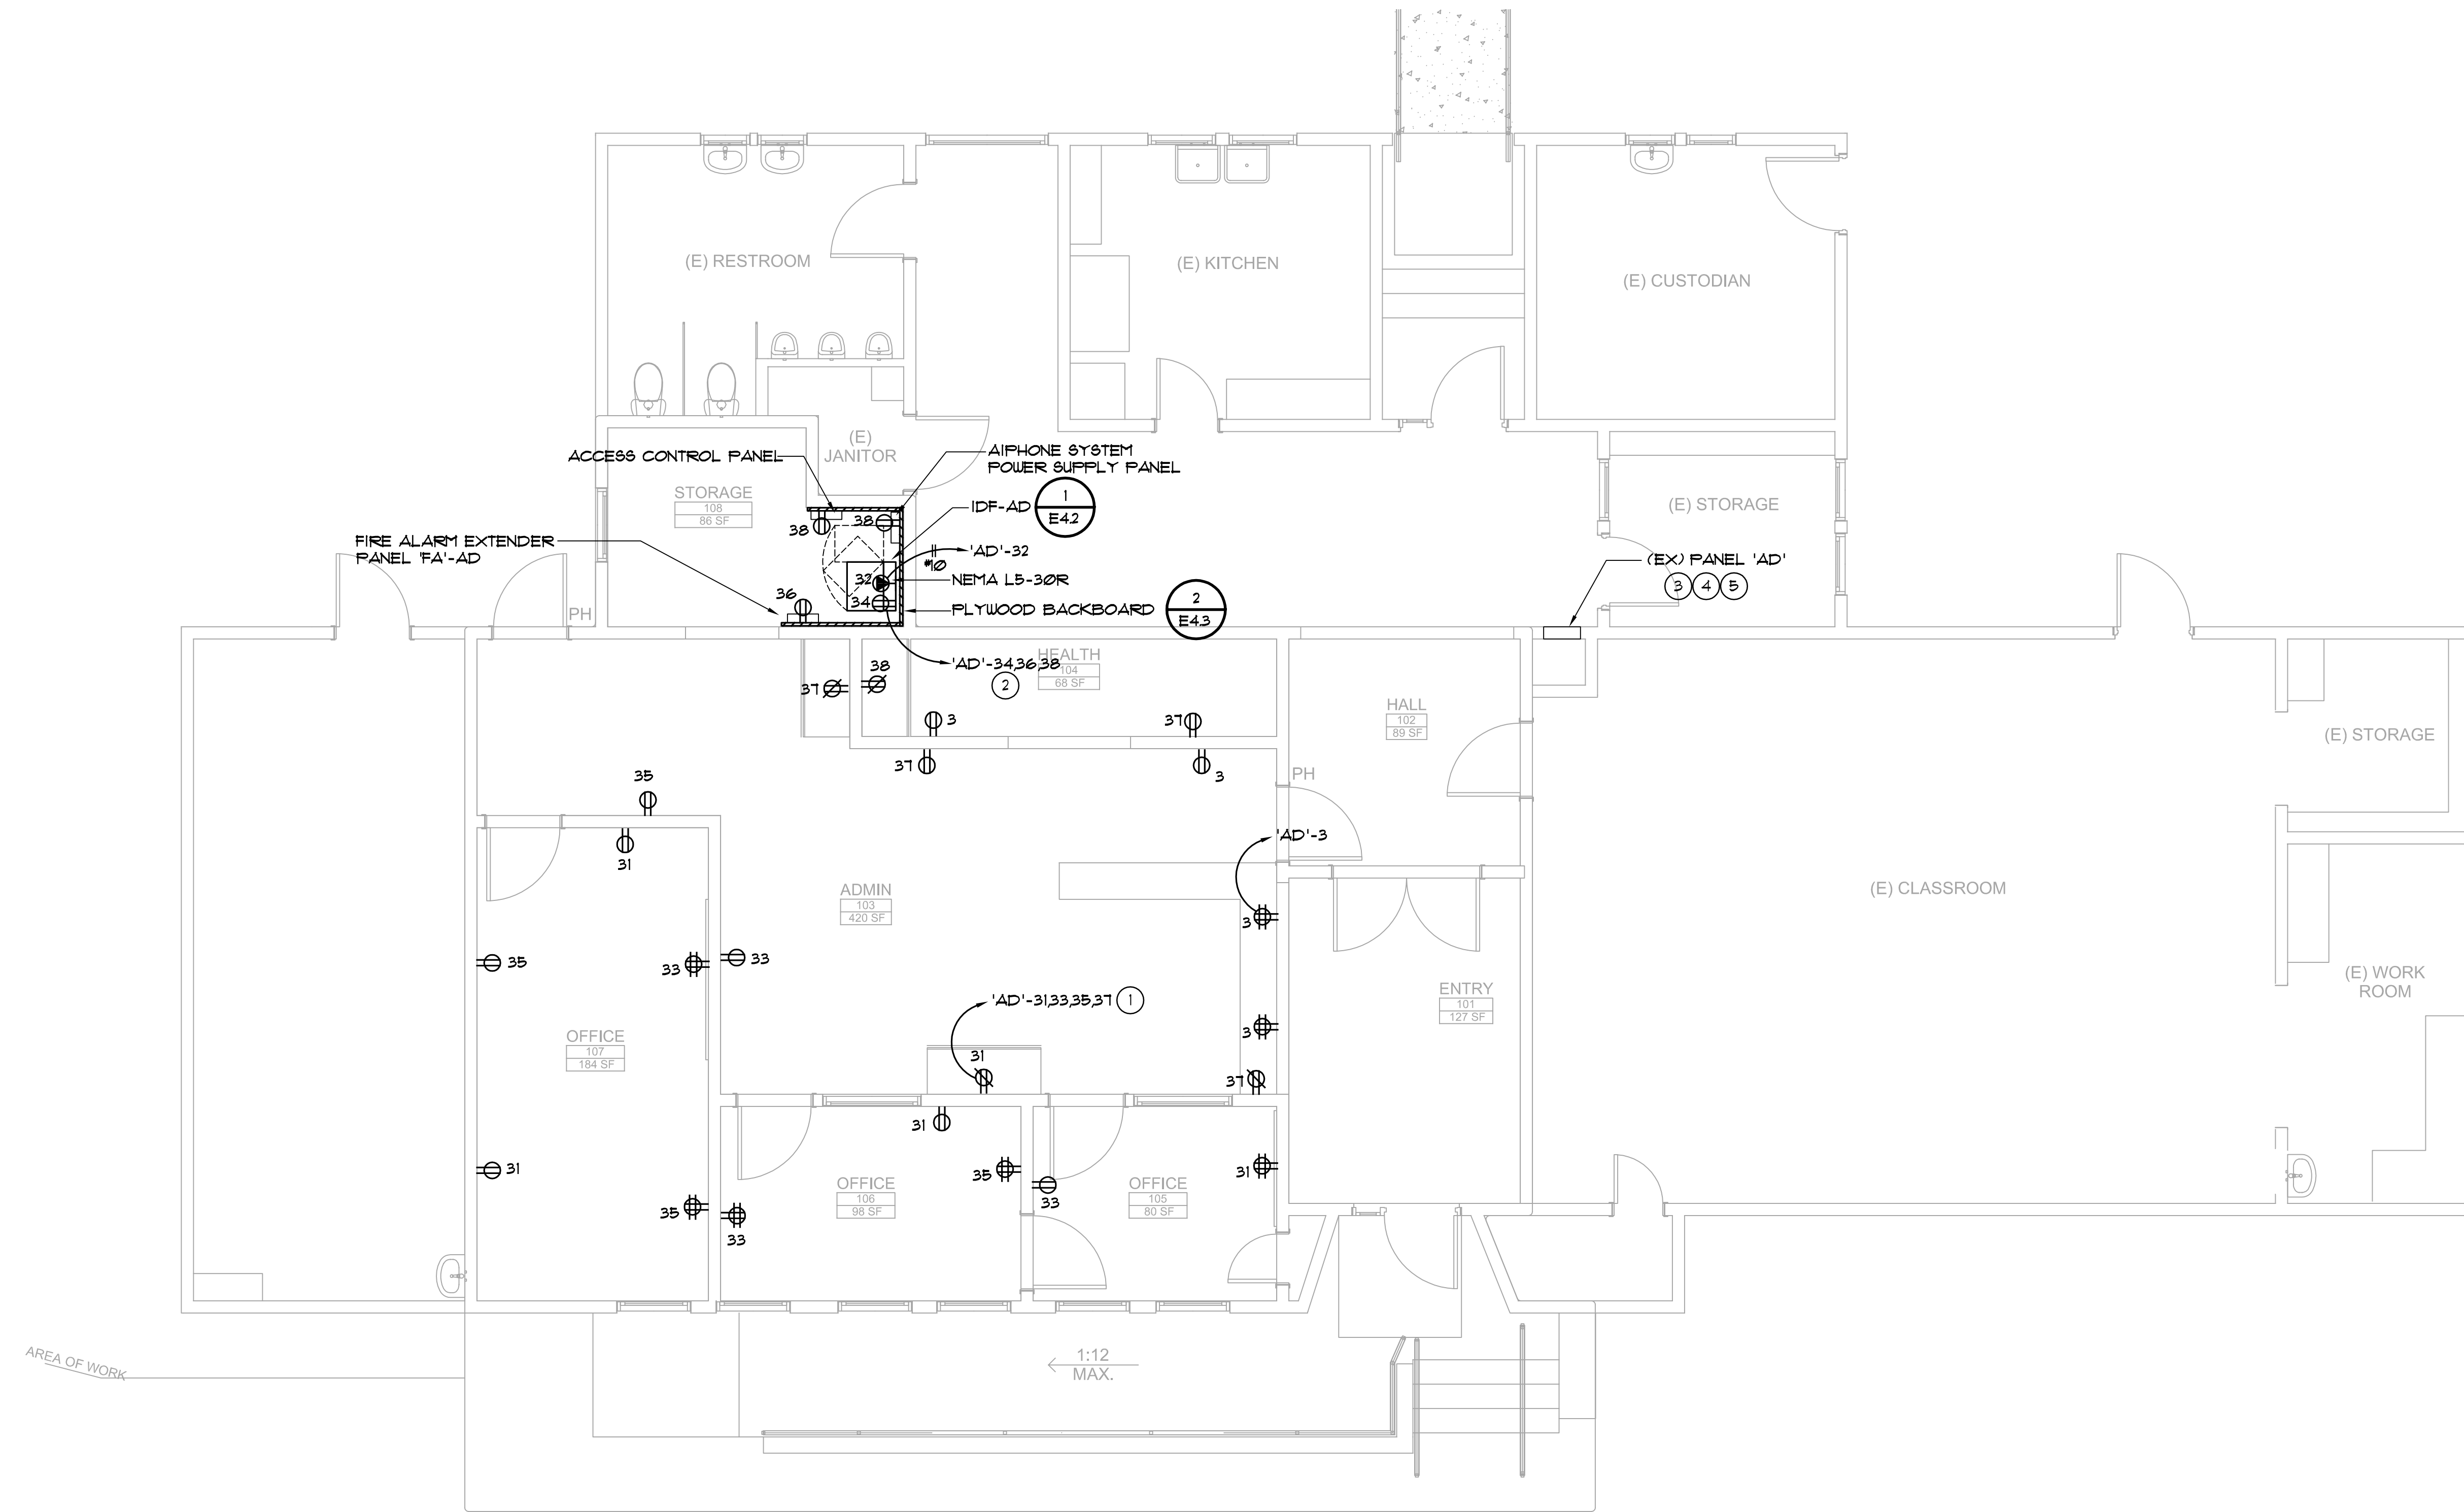 (E) RESTROOM
(E) KITCHEN
(E) CUSTODIAN
(E)
JANITOR
ACCESS CONTROL PANEL
AIPHONE SYSTEM
POWER SUPPLY PANEL
STORAGE
108
86 SF
1
E4.2
IDF-AD
(E) STORAGE
38
38
FIRE ALARM EXTENDER
PANEL 'FA'-AD
'AD'-32
#10
NEMA L5-30R
(EX) PANEL 'AD'
3 4 5
32
34
36
PLYWOOD BACKBOARD
2
E4.3
PH
HEALTH
104
68 SF
'AD'-34,36,38
2
38
37
3
37
HALL
102
89 SF
(E) STORAGE
37
3
35
PH
31
'AD'-3
ADMIN
103
420 SF
(E) CLASSROOM
3
35
33
33
(E) WORK
ROOM
ENTRY
101
127 SF
'AD'-31,33,35,37 1
3
OFFICE
107
184 SF
31
37
31
31
35
31
OFFICE
106
98 SF
OFFICE
105
80 SF
33
35
33
AREA OF WORK
1:12
MAX.